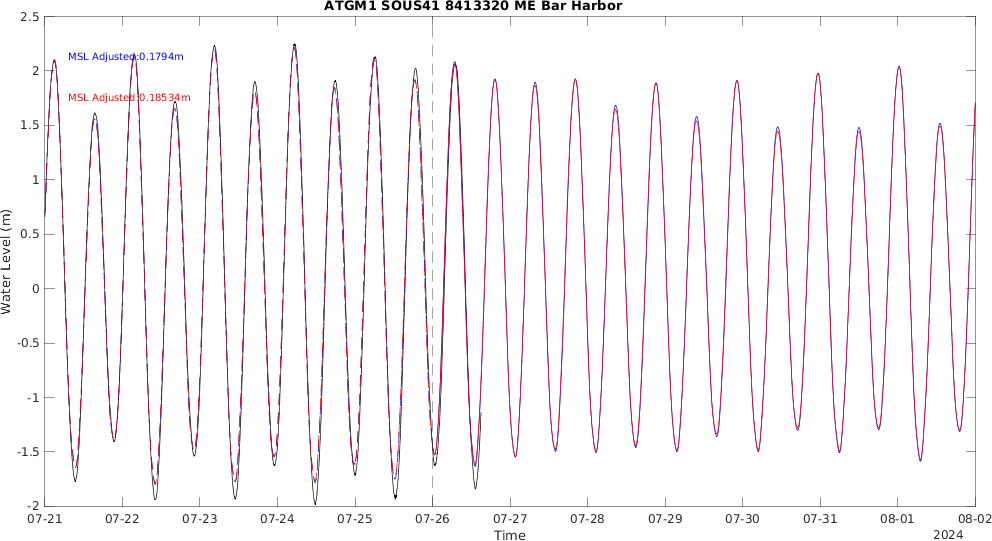 ATGM1 SOUS41 8413320 ME Bar Harbor
2.5
MSL Adjusted:0.1794m
2
MSL Adjusted:0.18534m
1.5
1
0.5
Water Level (m)
0
-0.5
-1
-1.5
-2
07-21 07-22 07-23 07-24 07-25 07-26 07-27 07-28 07-29 07-30 07-31 08-01 08-02
Time
2024